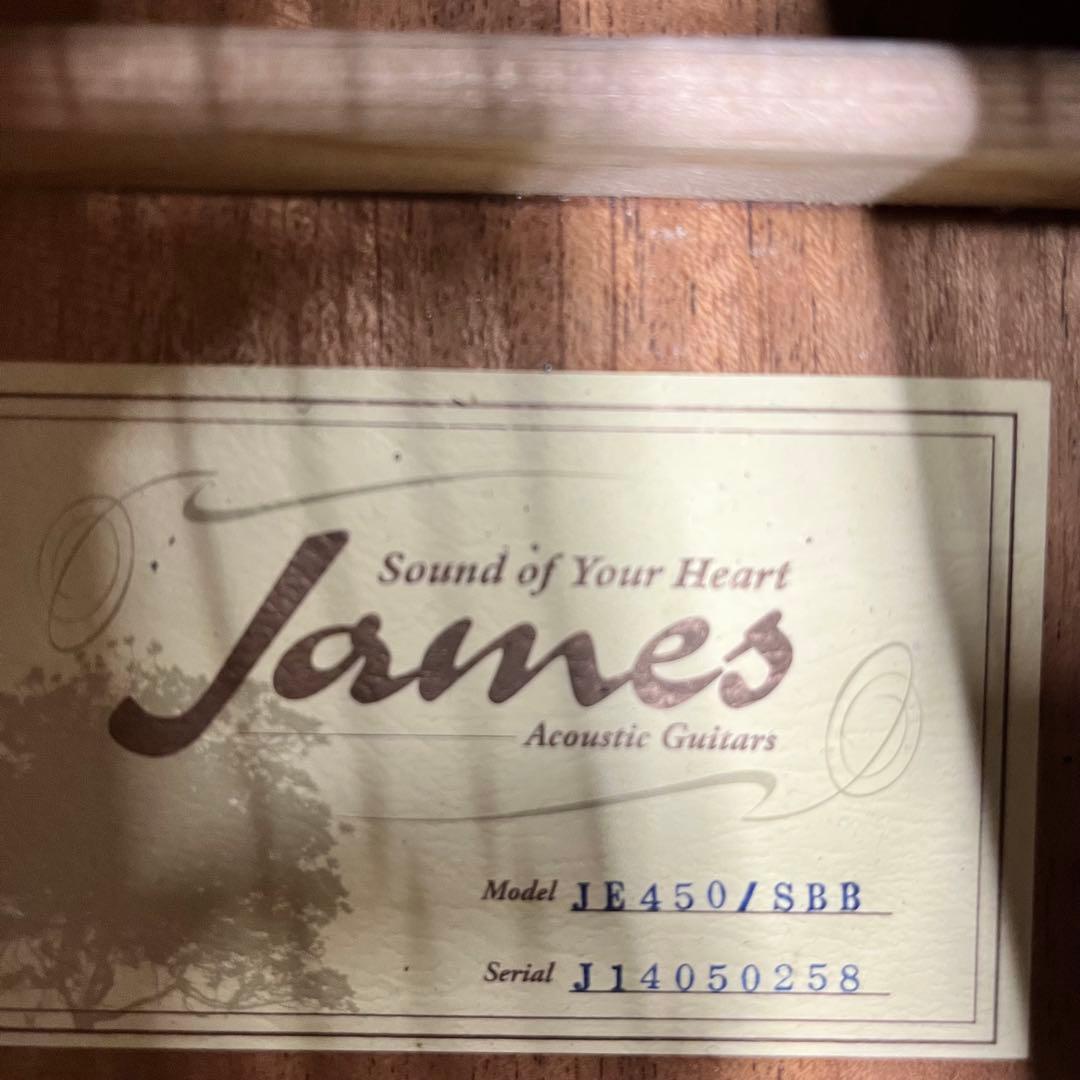 Sound of Your Heart
James
Acoustic Guitars
Model JE450/SBB
Serial J14050258